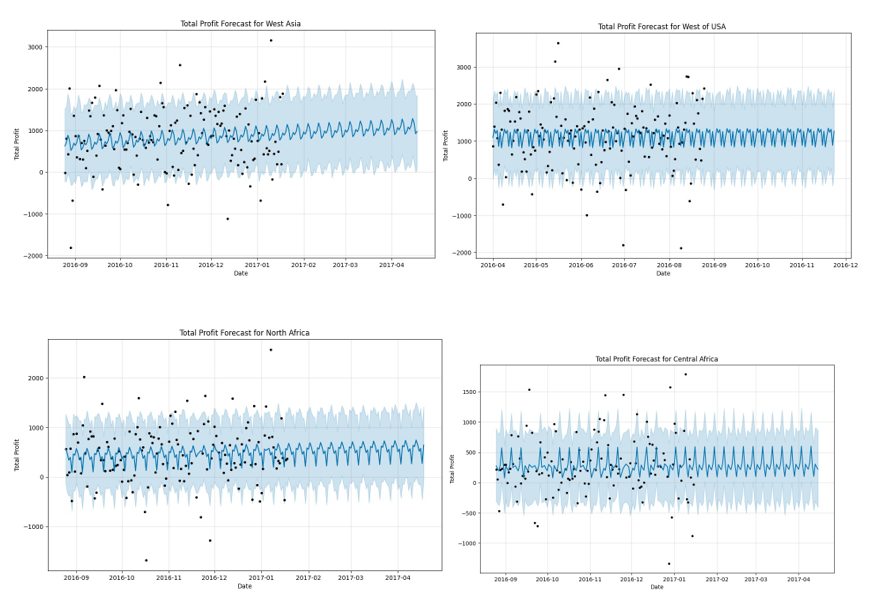 Total Profit Forecast for West Asia
3000
2000
1000
0
−1000
−2000
Total Profit
2016-09 2016-10 2016-11 2016-12 2017-01 2017-02 2017-03 2017-04
Date
Total Profit Forecast for West of USA
3000
2000
1000
0
−1000
−2000
Total Profit
2016-04 2016-05 2016-06 2016-07 2016-08 2016-09 2016-10 2016-11 2016-12
Date
Total Profit Forecast for North Africa
2000
1000
0
−1000
Total Profit
2016-09 2016-10 2016-11 2016-12 2017-01 2017-02 2017-03 2017-04
Date
Total Profit Forecast for Central Africa
1500
1000
500
0
−500
−1000
Total Profit
2016-09 2016-10 2016-11 2016-12 2017-01 2017-02 2017-03 2017-04
Date